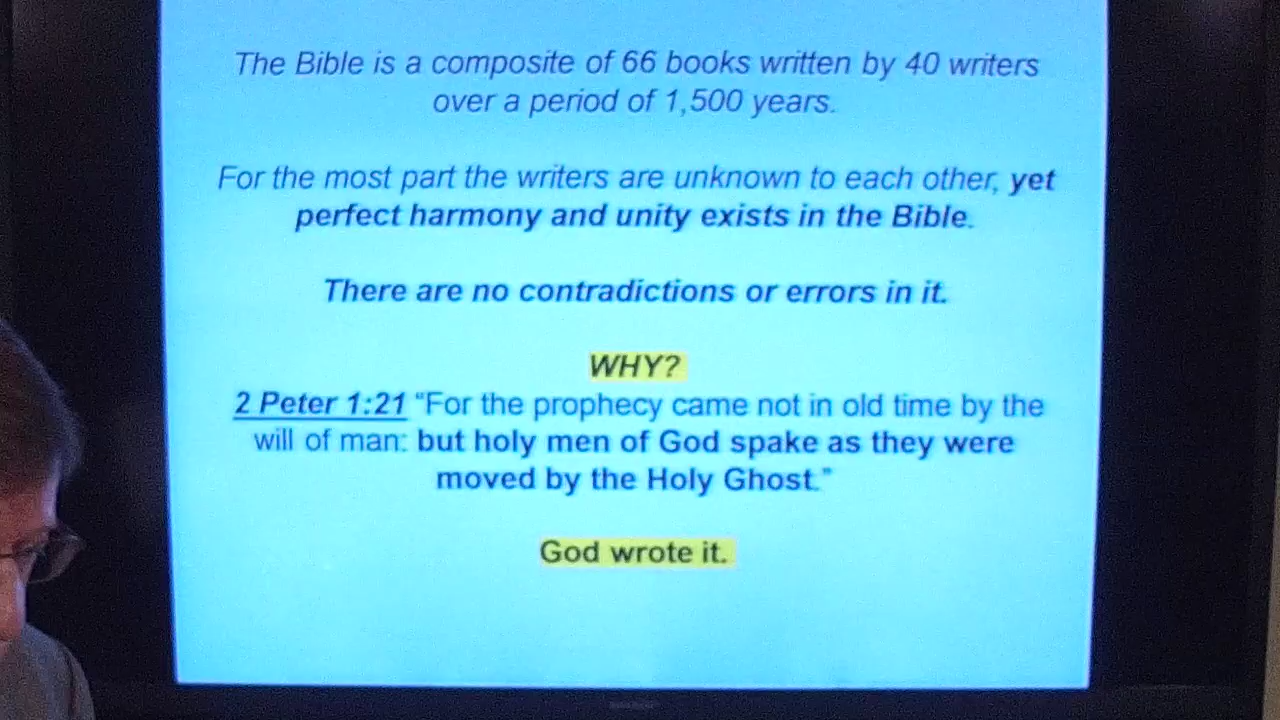 The Bible is a composite of 66 books written by 40 writers
over a period of 1,500 years.
For the most part the writers are unknown to each other, yet
perfect harmony and unity exists in the Bible.
There are no contradictions or errors in it.
WHY?
2 Peter 1:21 “For the prophecy came not in old time by the
will of man: but holy men of God spake as they were
moved by the Holy Ghost.”
God wrote it.